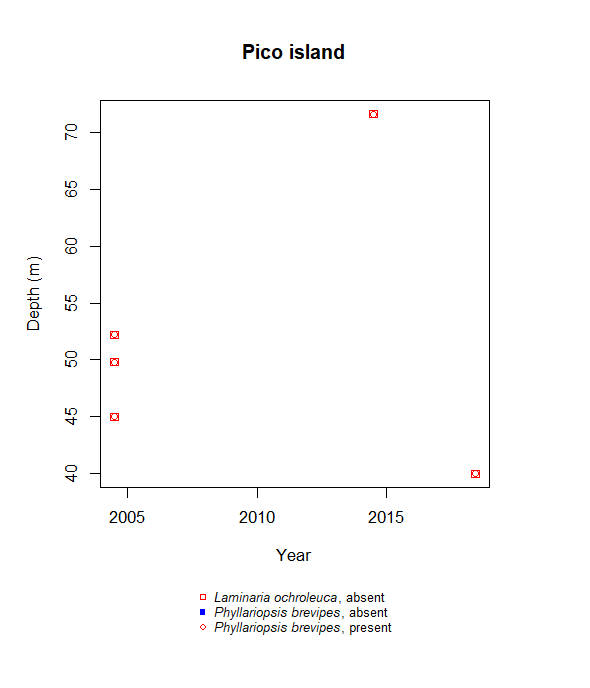 Pico island
70
65
60
55
50
45
40
Depth (m)
2005 2010 2015
Year
Laminaria ochroleuca, absent
Phyllariopsis brevipes, absent
Phyllariopsis brevipes, present